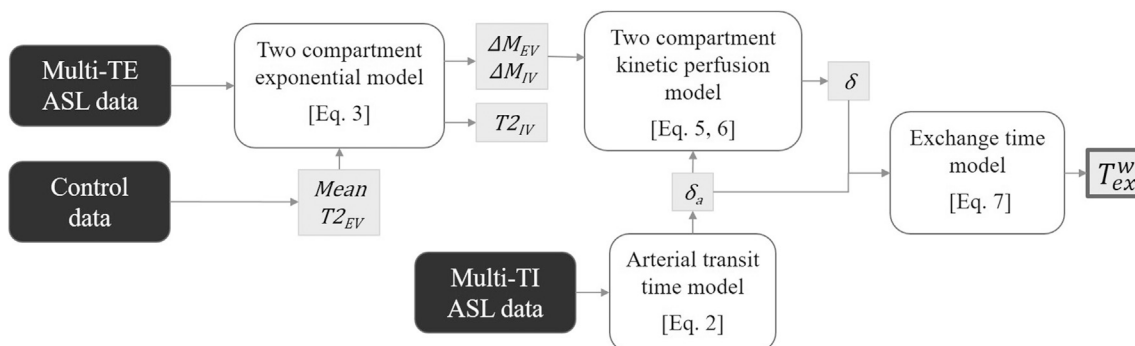 Multi-TE
ASL data
Two compartment
exponential model
[Eq. 3]
ΔM_EV
ΔM_IV
T2_IV
Two compartment
kinetic perfusion
model
[Eq. 5, 6]
δ
Exchange time
model
[Eq. 7]
T_ex^w
Control
data
Mean
T2_EV
δ_a
Multi-TI
ASL data
Arterial transit
time model
[Eq. 2]